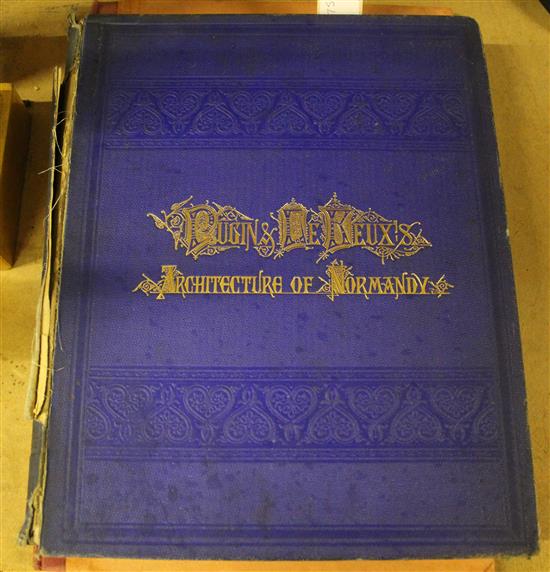 Pugin & Le Keux's
Architecture of Normandy